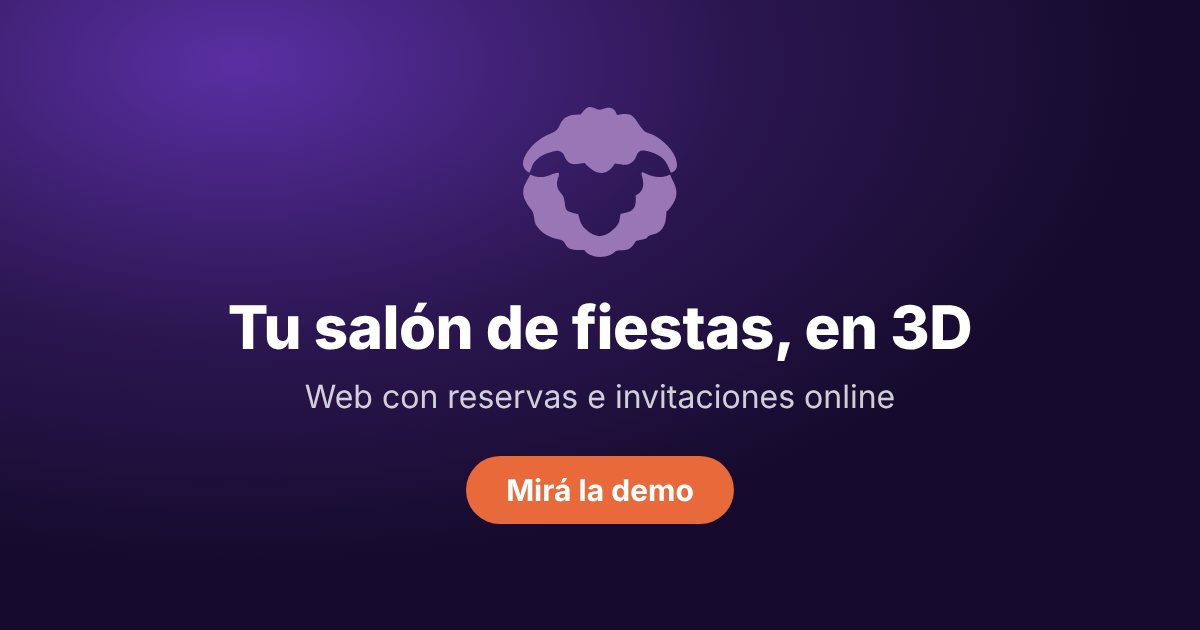 Tu salón de fiestas, en 3D
Web con reservas e invitaciones online
Mirá la demo